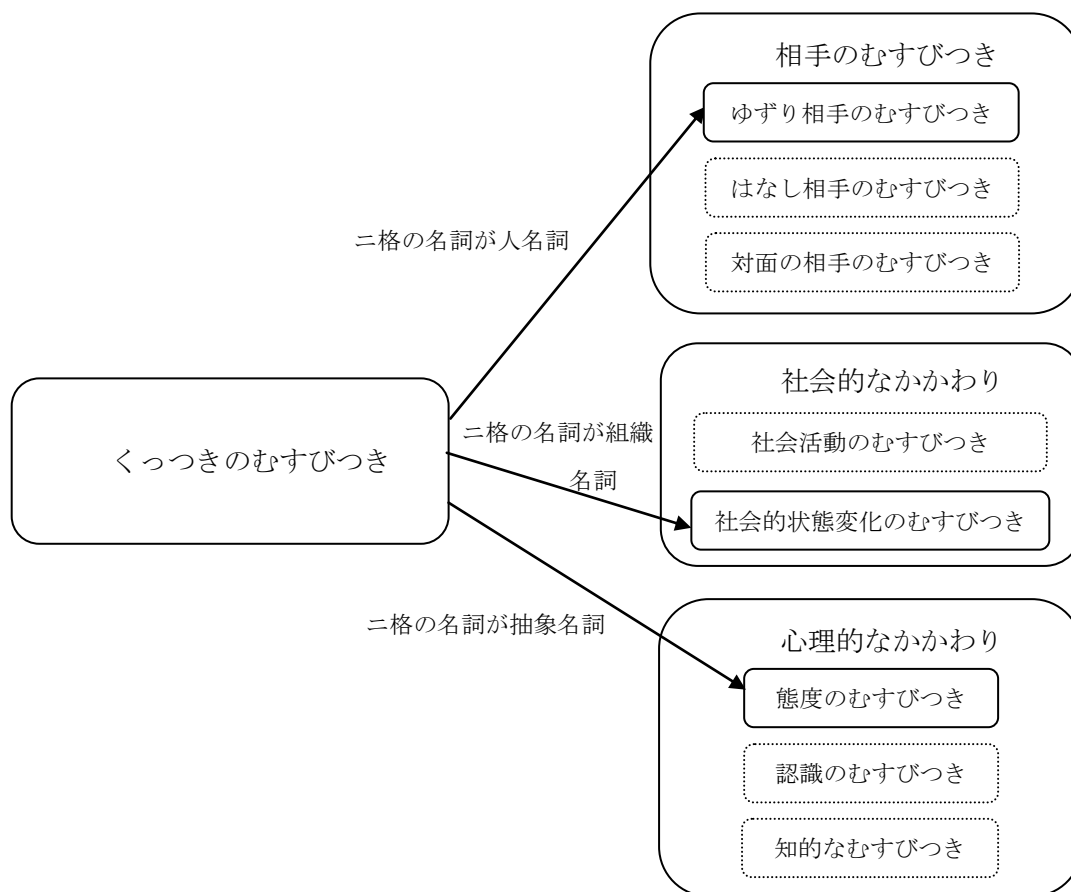 相手のむすびつき
ゆずり相手のむすびつき
はなし相手のむすびつき
対面の相手のむすびつき
ニ格の名詞が人名詞
社会的なかかわり
社会活動のむすびつき
社会的状態変化のむすびつき
ニ格の名詞が組織
名詞
くっつきのむすびつき
ニ格の名詞が抽象名詞
心理的なかかわり
態度のむすびつき
認識のむすびつき
知的なむすびつき